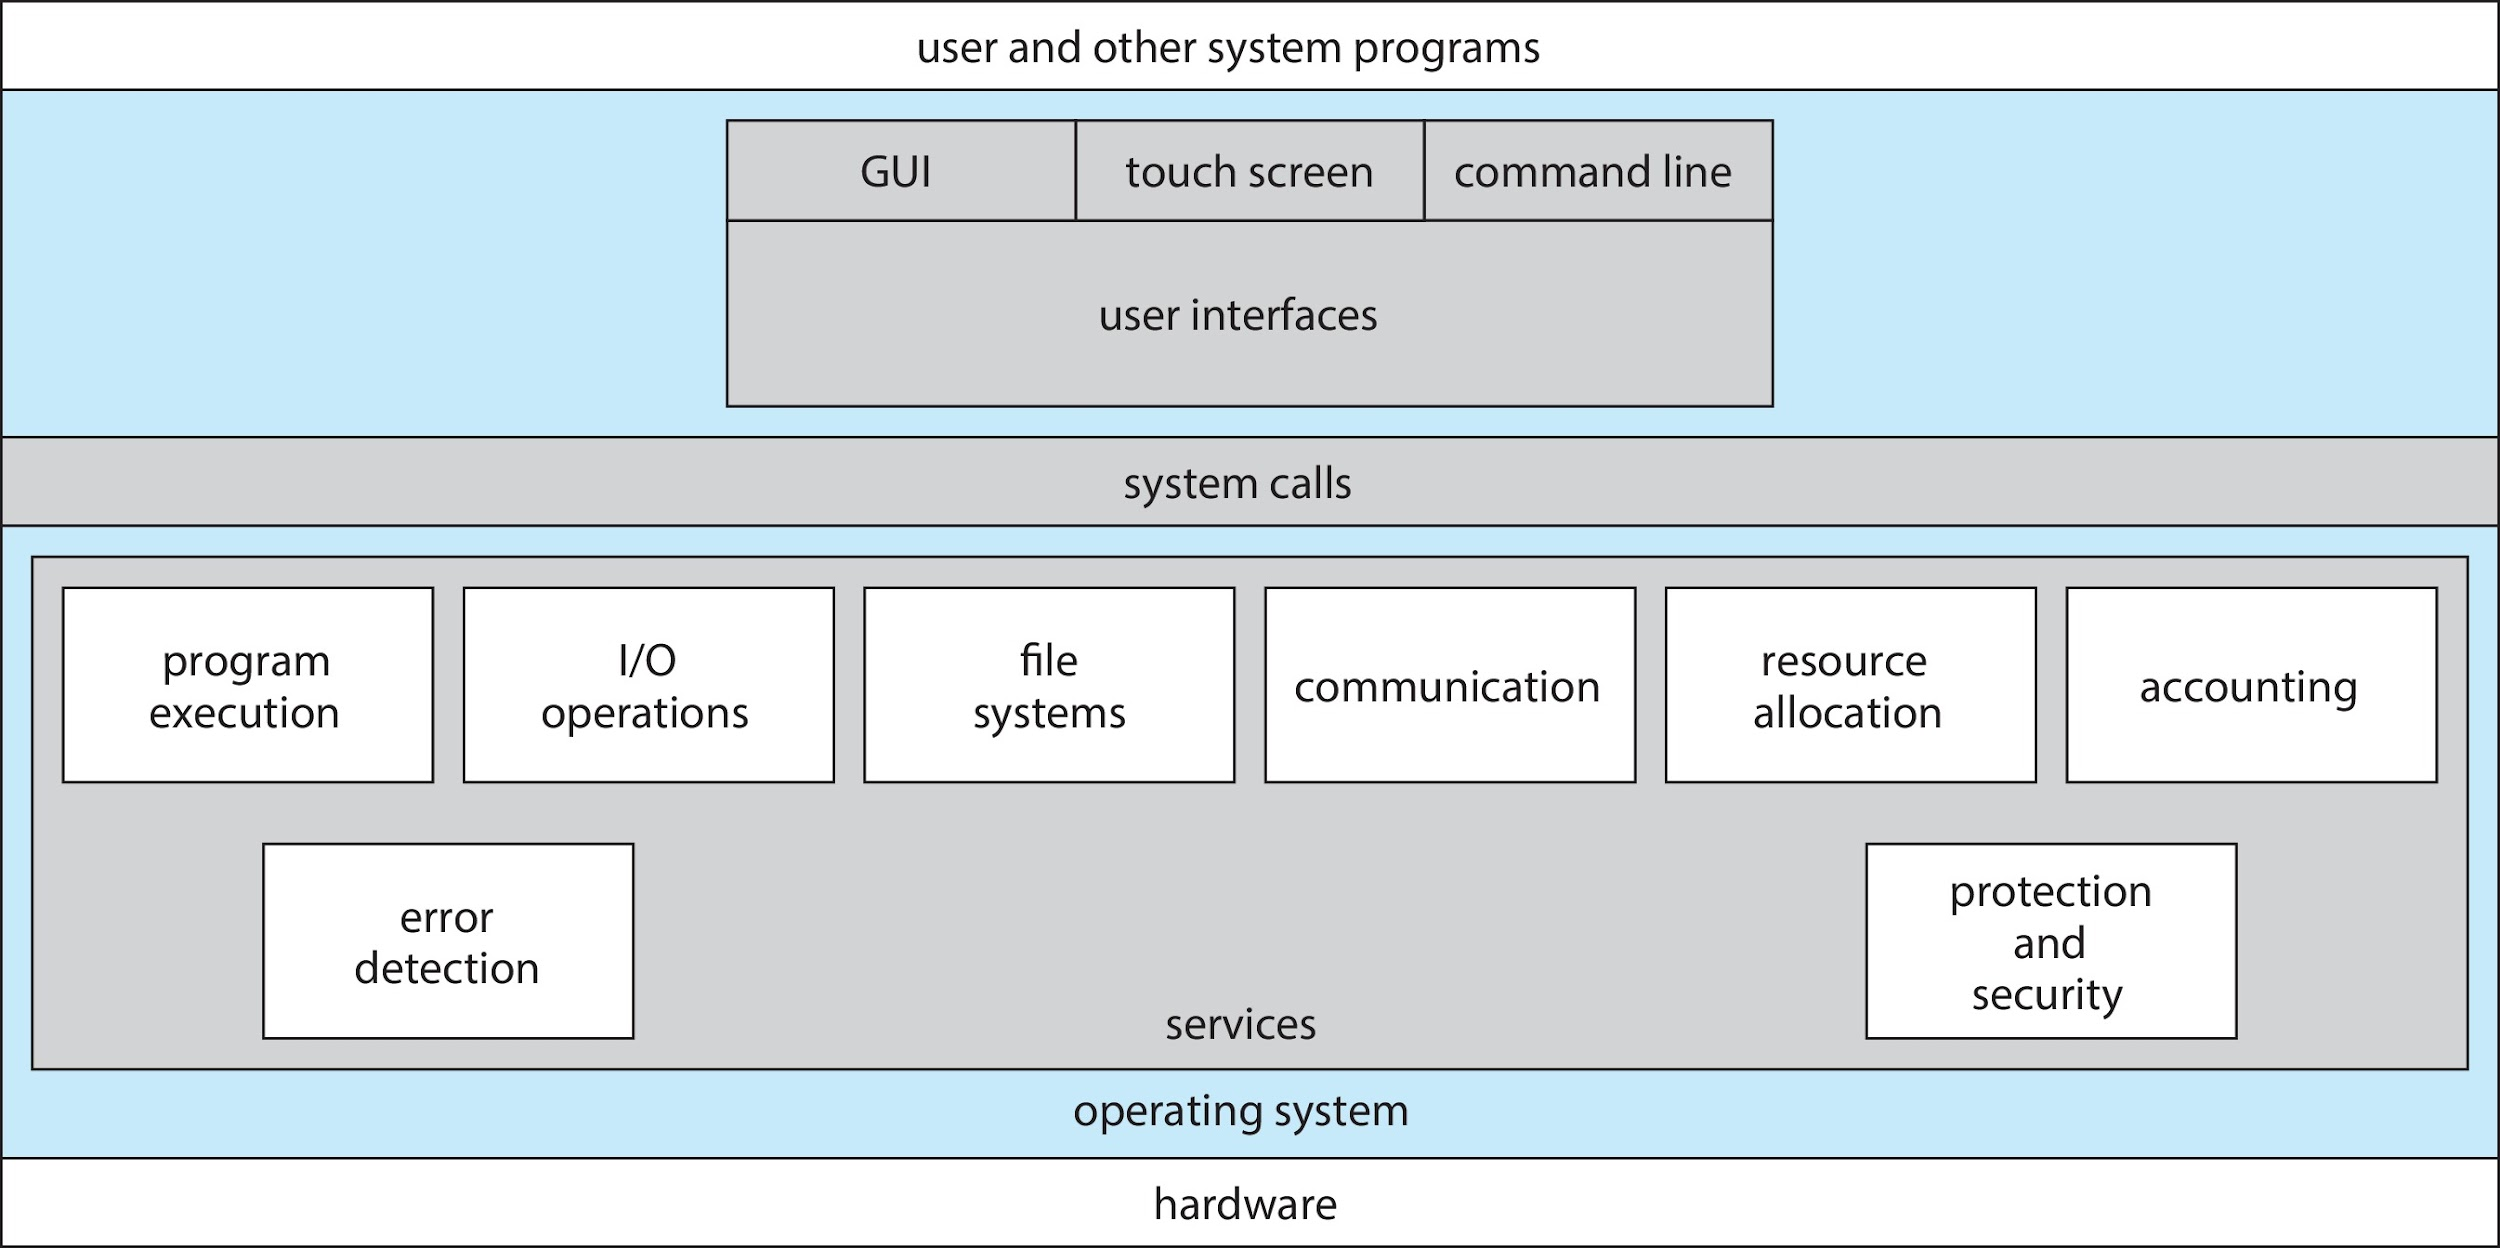 user and other system programs
GUI
touch screen
command line
user interfaces
system calls
program
execution
I/O
operations
file
systems
communication
resource
allocation
accounting
error
detection
protection
and
security
services
operating system
hardware